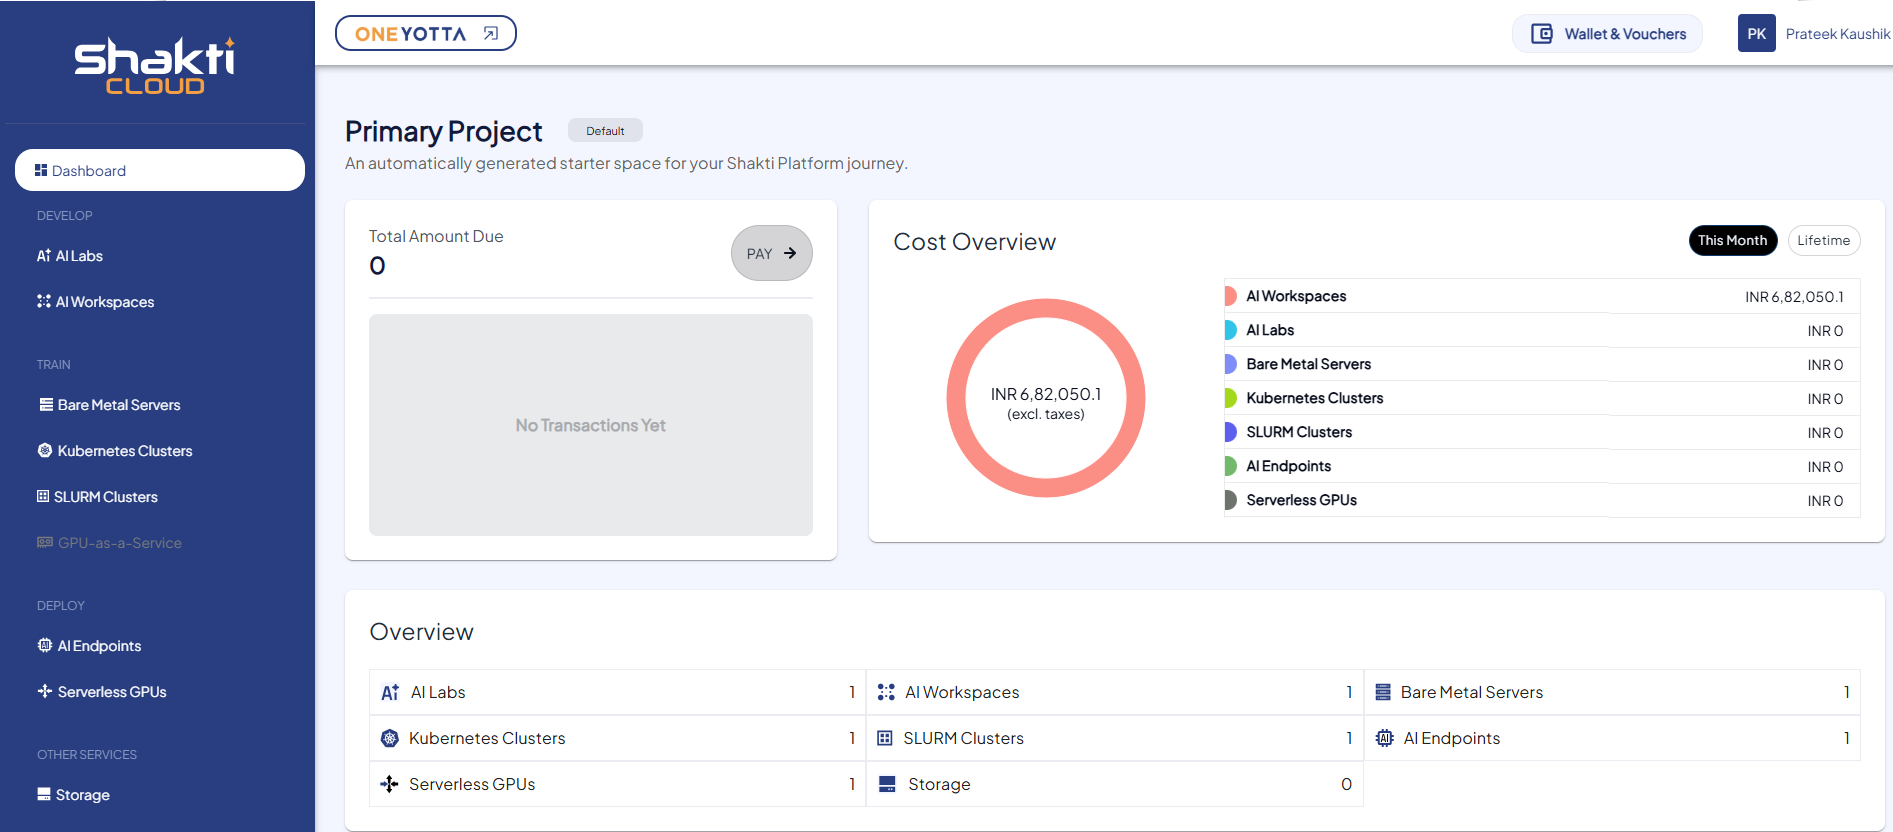 Shakti
CLOUD
Dashboard
DEVELOP
AI Labs
AI Workspaces
TRAIN
Bare Metal Servers
Kubernetes Clusters
SLURM Clusters
GPU-as-a-Service
DEPLOY
AI Endpoints
Serverless GPUs
OTHER SERVICES
Storage
ONEYOTTA
Wallet & Vouchers
PK Prateek Kaushik
Primary Project Default
An automatically generated starter space for your Shakti Platform journey.
Total Amount Due
0
PAY
No Transactions Yet
Cost Overview
This Month Lifetime
INR 6,82,050.1
(excl. taxes)
AI Workspaces INR 6,82,050.1
AI Labs INR 0
Bare Metal Servers INR 0
Kubernetes Clusters INR 0
SLURM Clusters INR 0
AI Endpoints INR 0
Serverless GPUs INR 0
Overview
AI Labs 1 AI Workspaces 1 Bare Metal Servers 1
Kubernetes Clusters 1 SLURM Clusters 1 AI Endpoints 1
Serverless GPUs 1 Storage 0